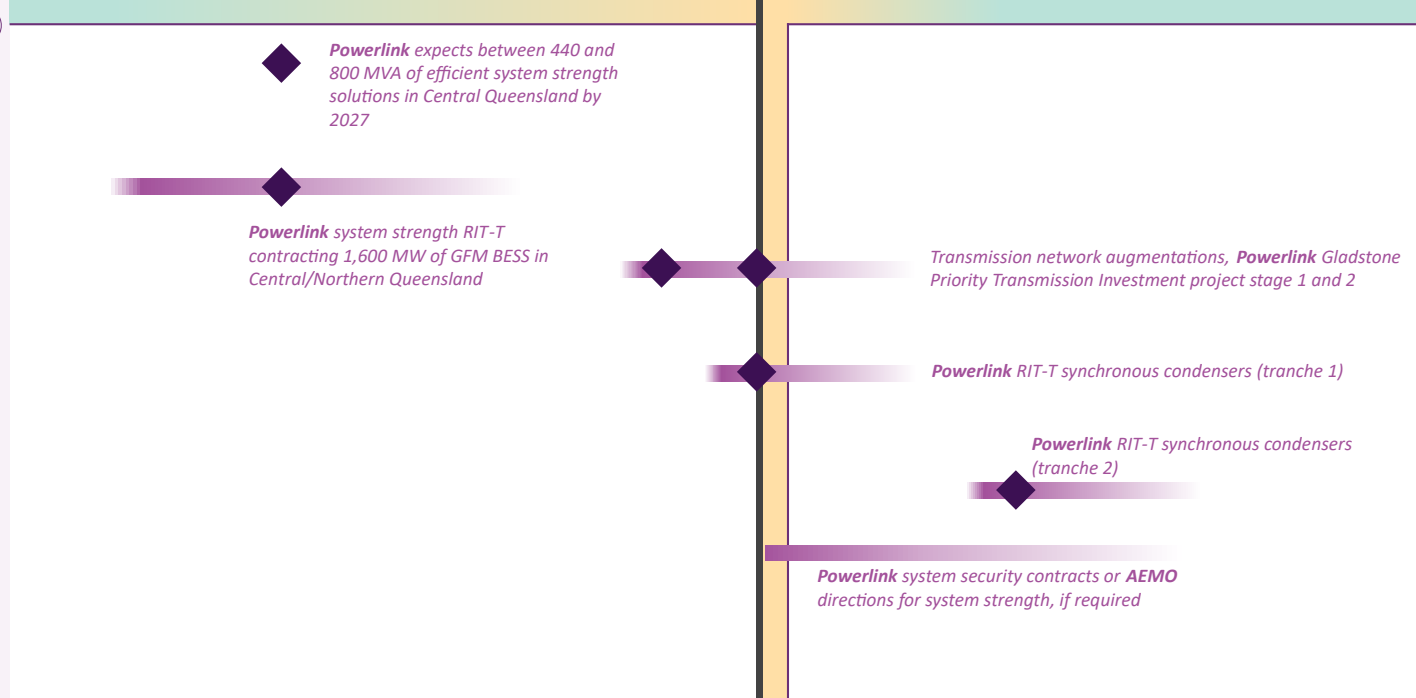 )
Powerlink expects between 440 and
800 MVA of efficient system strength
solutions in Central Queensland by
2027
Powerlink system strength RIT-T
contracting 1,600 MW of GFM BESS in
Central/Northern Queensland
Transmission network augmentations, Powerlink Gladstone
Priority Transmission Investment project stage 1 and 2
Powerlink RIT-T synchronous condensers (tranche 1)
Powerlink RIT-T synchronous condensers
(tranche 2)
Powerlink system security contracts or AEMO
directions for system strength, if required